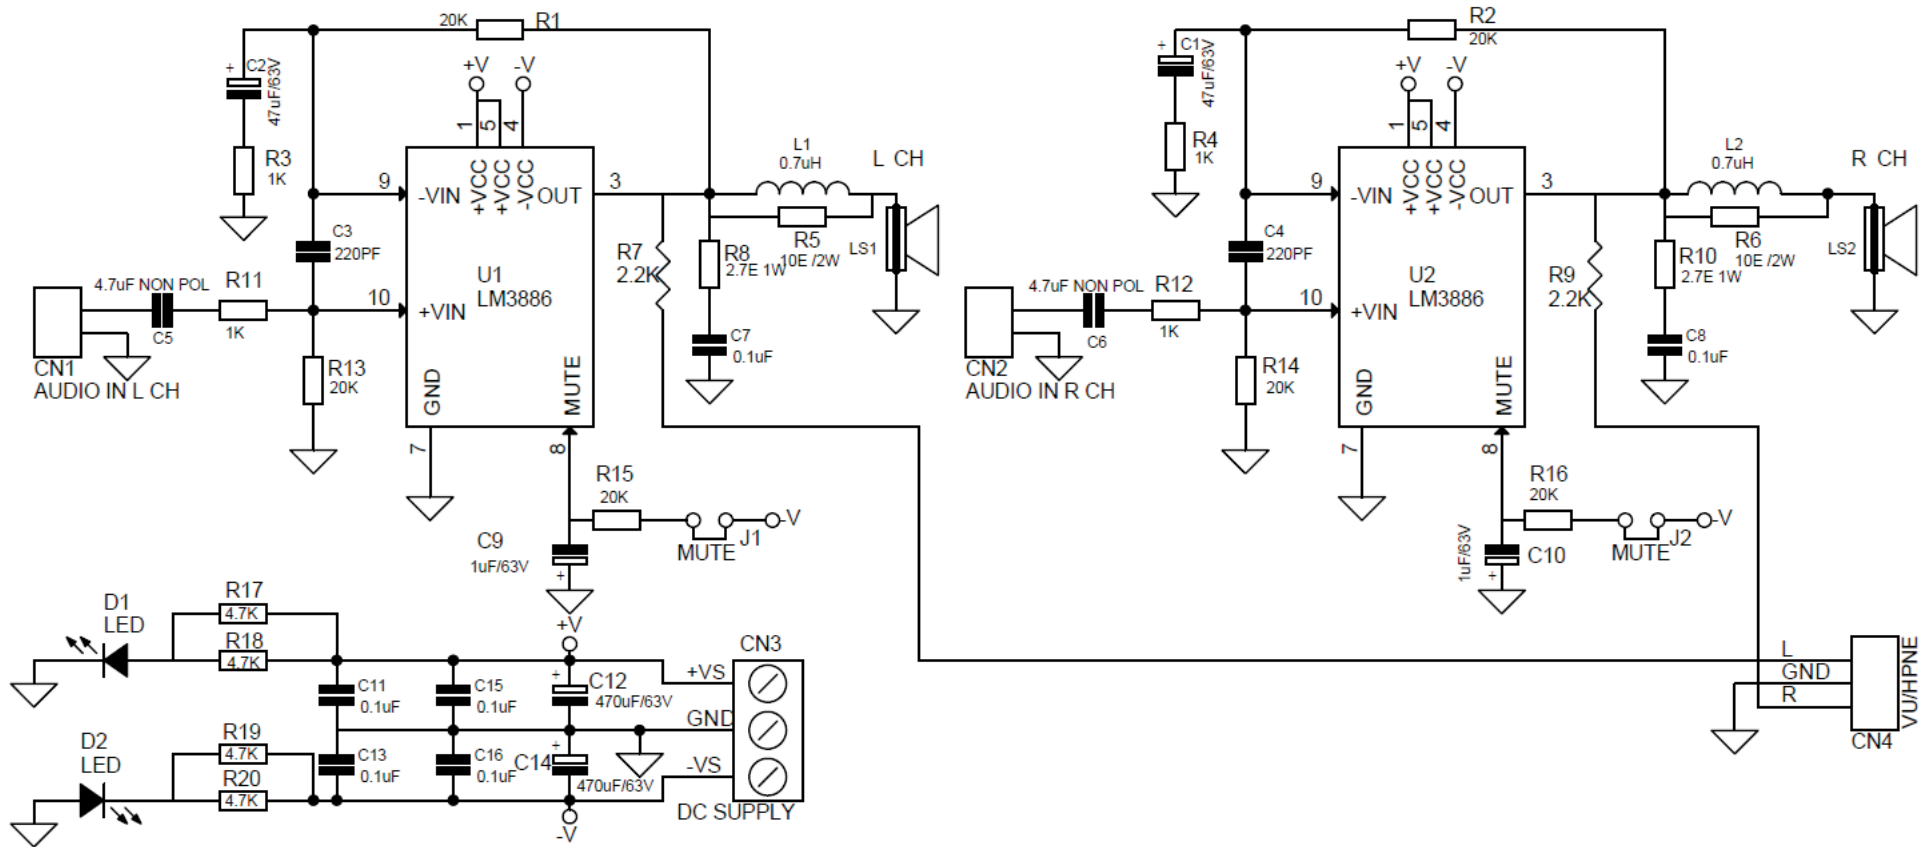 20K R1
+ C2
47uF/63V
+V -V
R3
1K
1 5 4
9 -VIN
+VCC
+VCC
-VCC
OUT 3
L1
0.7uH
L CH
C3
220PF
R7
2.2K
R8
2.7E 1W
R5
10E /2W
LS1
U1
LM3886
4.7uF NON POL
R11
C5
1K
10 +VIN
C7
0.1uF
CN1
AUDIO IN L CH
R13
20K
GND
MUTE
7
8
R15
20K
-V
J1
MUTE
C9
1uF/63V
+
R2
20K
+ C1
47uF/63V
+V -V
R4
1K
1 5 4
9 -VIN
+VCC
+VCC
-VCC
OUT 3
L2
0.7uH
R CH
C4
220PF
R9
2.2K
R10
2.7E 1W
R6
10E /2W
LS2
U2
LM3886
4.7uF NON POL
R12
C6
1K
10 +VIN
C8
0.1uF
CN2
AUDIO IN R CH
R14
20K
GND
MUTE
7
8
R16
20K
-V
J2
MUTE
C10
1uF/63V
+
D1
LED
R17
4.7K
R18
4.7K
+V
CN3
C11
0.1uF
C15
0.1uF
+
C12
470uF/63V
+VS
GND
-VS
D2
LED
R19
4.7K
R20
4.7K
C13
0.1uF
C16
0.1uF
+
C14
470uF/63V
DC SUPPLY
-V
L
GND
R
VU/HPNE
CN4